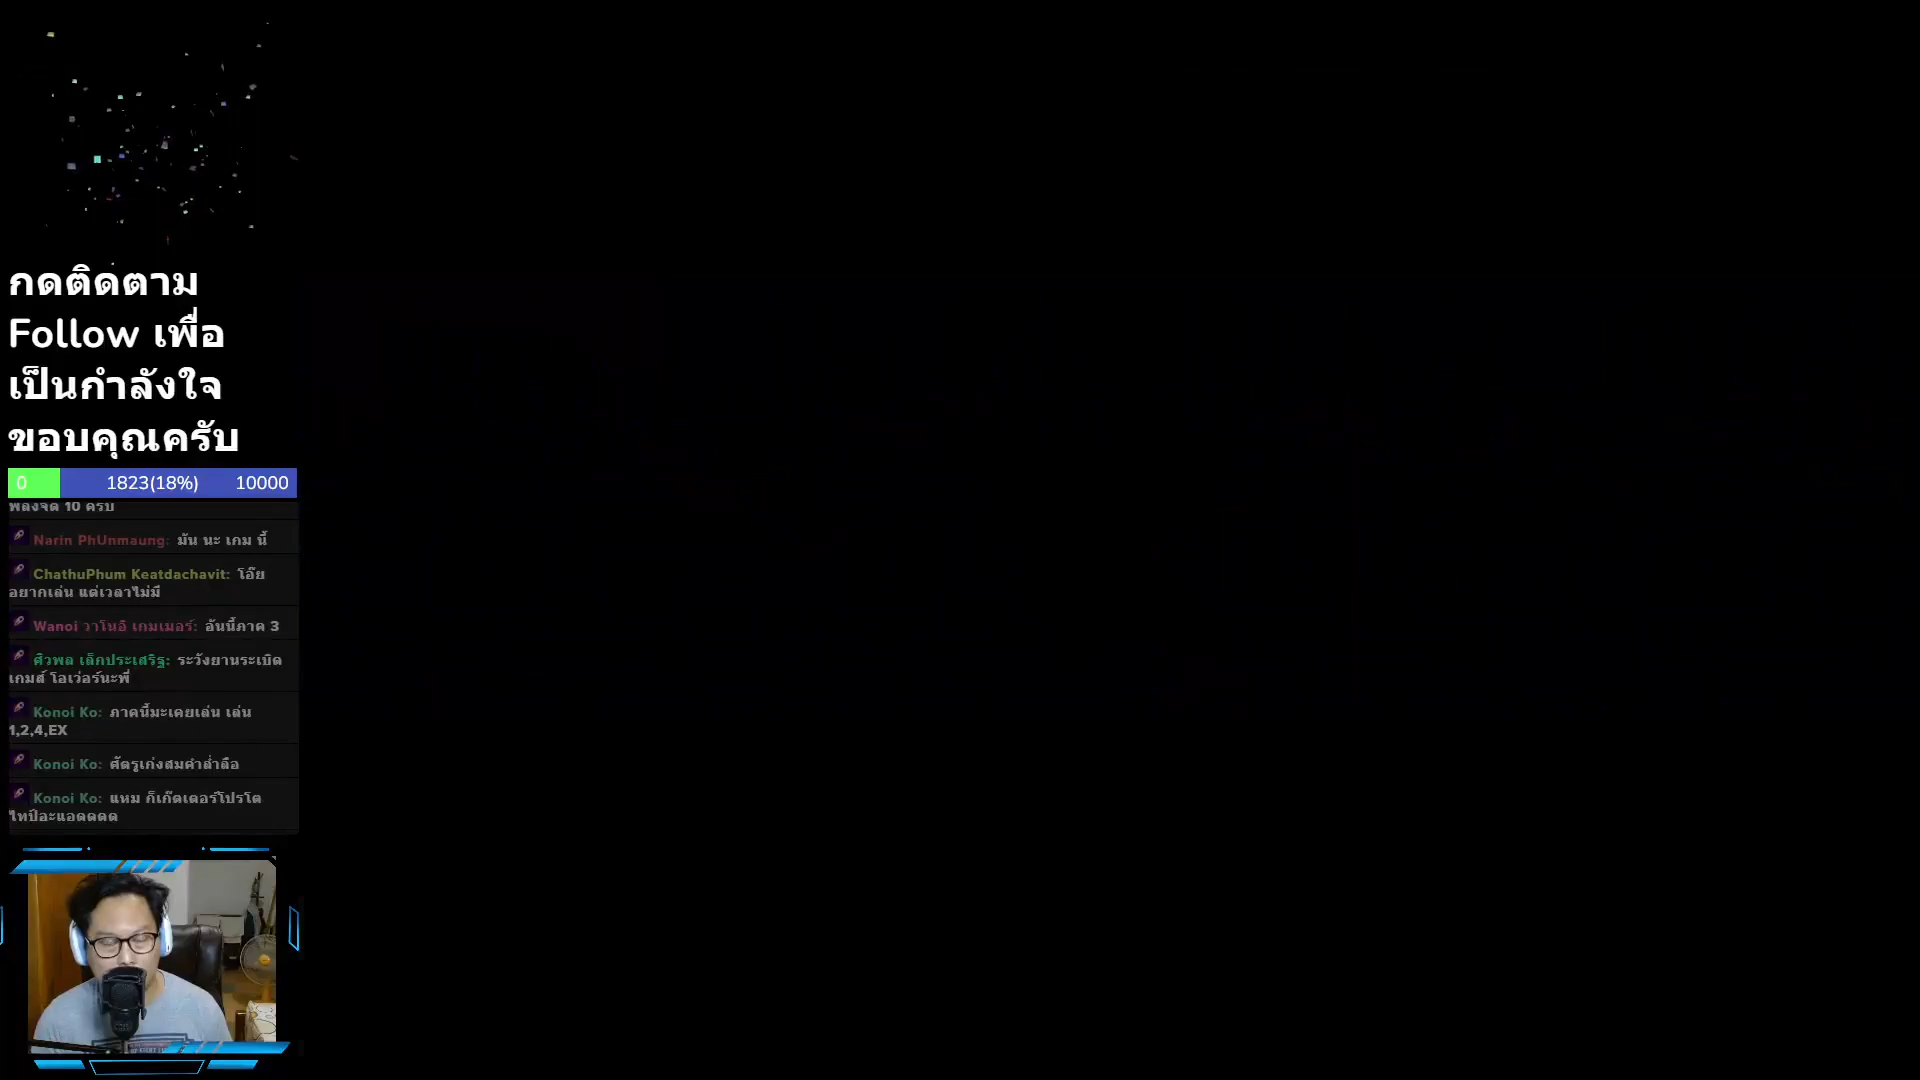 กดติดตาม
Follow เพื่อ
เป็นกำลังใจ
ขอบคุณครับ
0 1823(18%) 10000
พลังจิต 10 ครับ
Narin PhUnmaung: มัน นะ เกม นี้
ChathuPhum Keatdachavit: โอ๊ย
อยากเล่น แต่เวลาไม่มี
Wanoi วาโนอิ เกมเมอร์: อันนี้ภาค 3
ศิวพล เล็กประเสริฐ: ระวังยานระเบิด
เกมส์ โอเว่อร์นะพี่
Konoi Ko: ภาคนี้มะเคยเล่น เล่น
1,2,4,EX
Konoi Ko: ศัตรูเก่งสมคำล่ำลือ
Konoi Ko: แหม ก็เก็ตเตอร์โปรโต
ไทป์อะแอดดดด